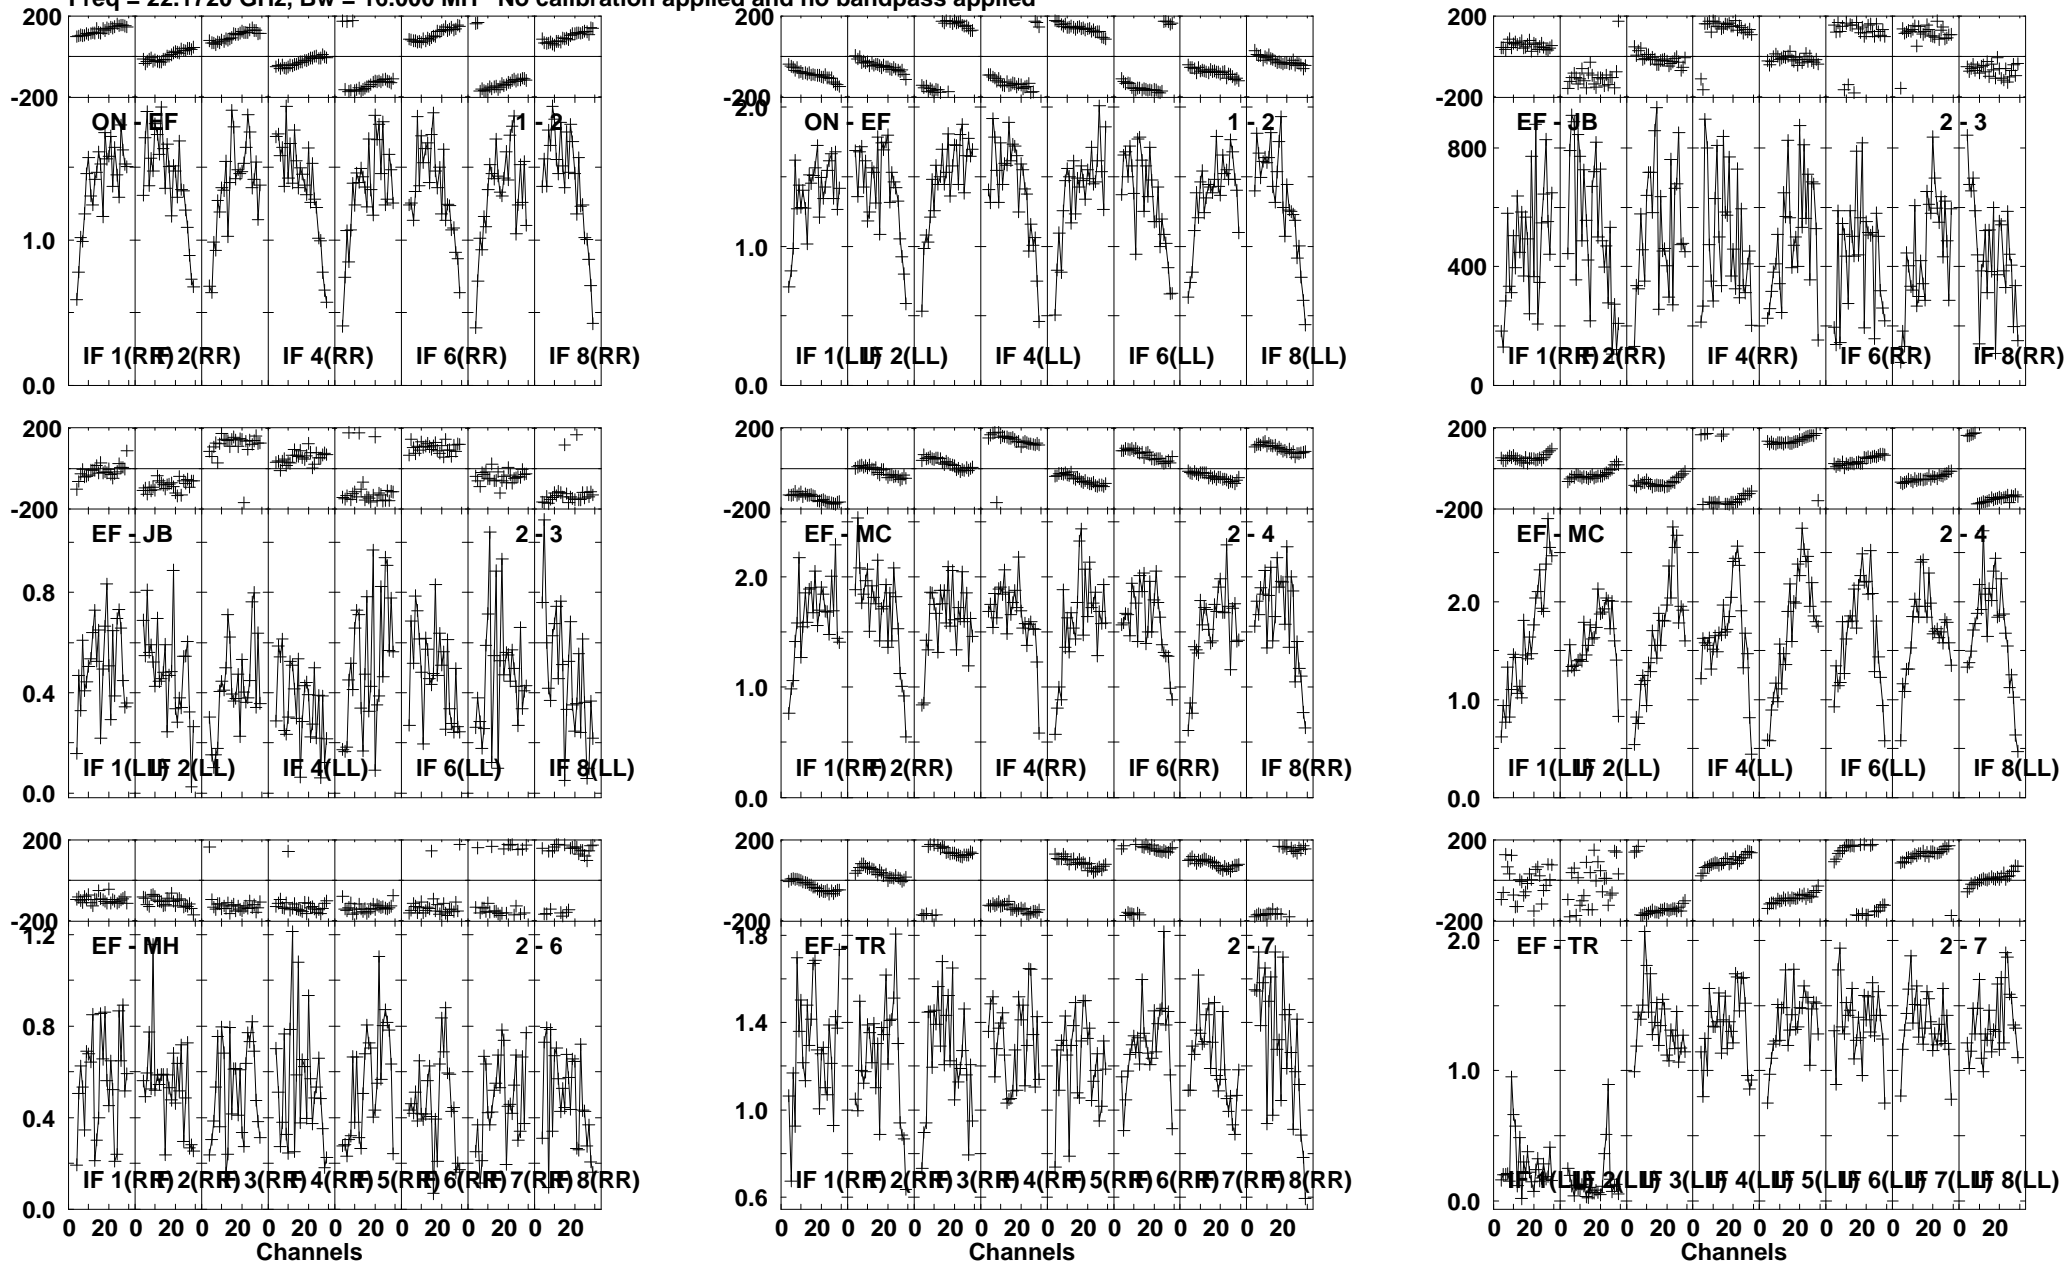 Freq = 22.1720 GHz, Bw = 16.000 MH No calibration applied and no bandpass applied
200
-200
ON - EF 1 - 2
1.0
0.0
IF 1(RR) IF 2(RR) IF 4(RR) IF 6(RR) IF 8(RR)
200
-200
2.0
ON - EF 1 - 2
1.0
0.0
IF 1(LL) IF 2(LL) IF 4(LL) IF 6(LL) IF 8(LL)
200
-200
EF - JB 2 - 3
800
400
0
IF 1(RR) IF 2(RR) IF 4(RR) IF 6(RR) IF 8(RR)
200
-200
EF - JB 2 - 3
0.8
0.4
0.0
IF 1(LL) IF 2(LL) IF 4(LL) IF 6(LL) IF 8(LL)
200
-200
EF - MC 2 - 4
2.0
1.0
0.0
IF 1(RR) IF 2(RR) IF 4(RR) IF 6(RR) IF 8(RR)
200
-200
EF - MC 2 - 4
2.0
1.0
0.0
IF 1(LL) IF 2(LL) IF 4(LL) IF 6(LL) IF 8(LL)
200
-200
1.2
EF - MH 2 - 6
0.8
0.4
0.0
IF 1(RR) IF 2(RR) IF 3(RR) IF 4(RR) IF 5(RR) IF 6(RR) IF 7(RR) IF 8(RR)
0 20 0 20 0 20 0 20 0 20 0 20 0 20 0 20
Channels
200
-200
1.8
EF - TR 2 - 7
1.4
1.0
0.6
IF 1(RR) IF 2(RR) IF 3(RR) IF 4(RR) IF 5(RR) IF 6(RR) IF 7(RR) IF 8(RR)
0 20 0 20 0 20 0 20 0 20 0 20 0 20 0 20
200
-200
2.0
EF - TR 2 - 7
1.0
0.0
IF 1(LL) IF 2(LL) IF 3(LL) IF 4(LL) IF 5(LL) IF 6(LL) IF 7(LL) IF 8(LL)
0 20 0 20 0 20 0 20 0 20 0 20 0 20 0 20
Channels